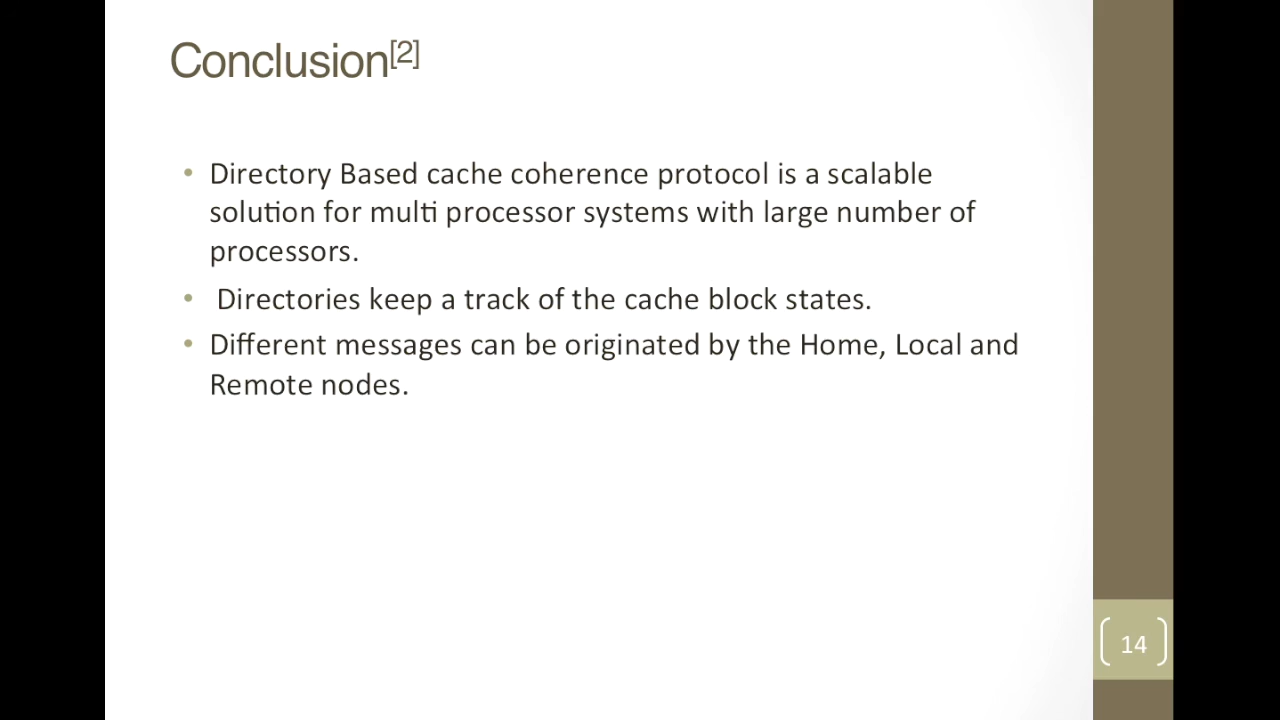 Conclusion[2]
• Directory Based cache coherence protocol is a scalable
solution for multi processor systems with large number of
processors.
• Directories keep a track of the cache block states.
• Different messages can be originated by the Home, Local and
Remote nodes.
14